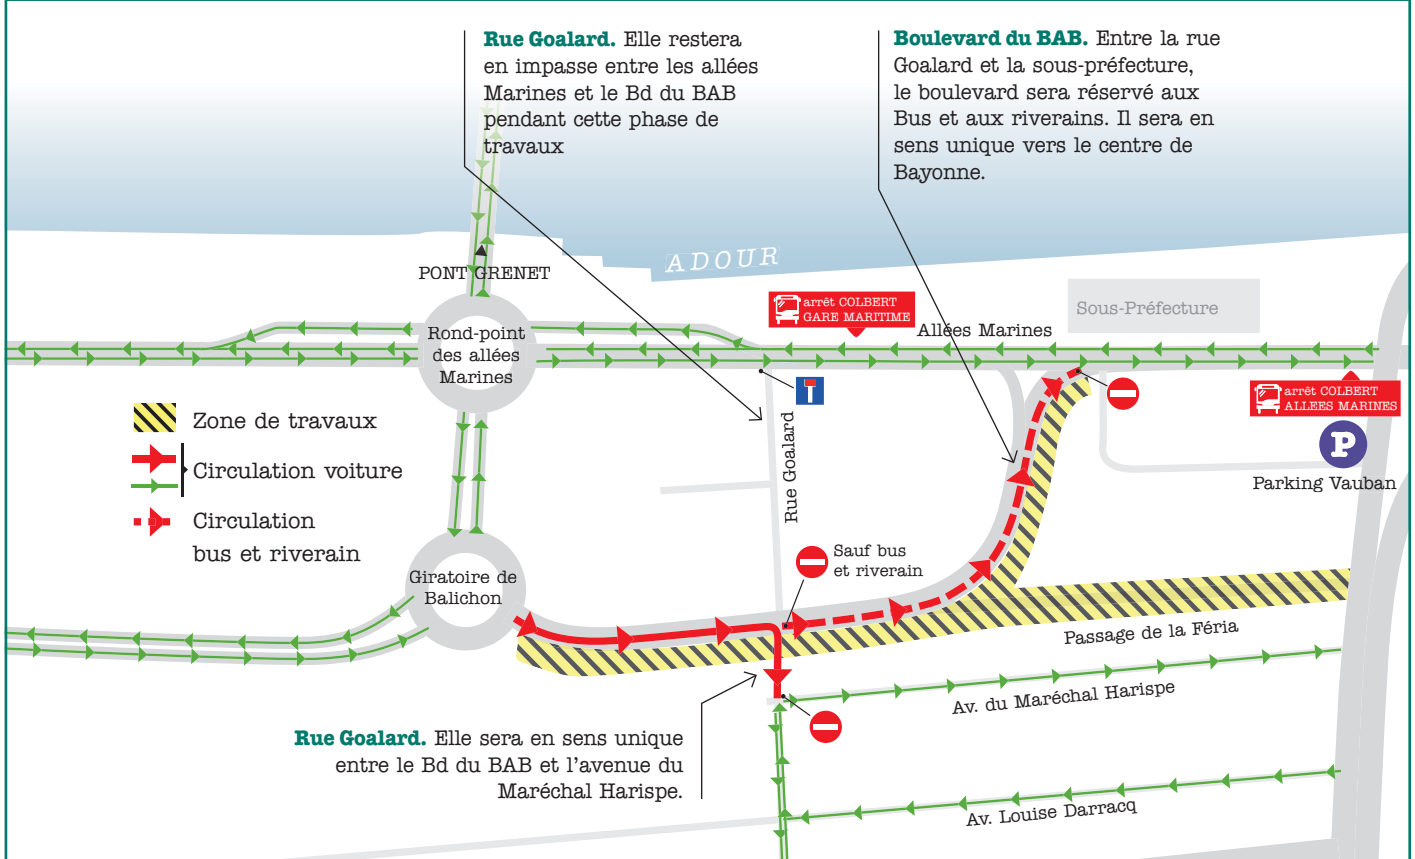 Rue Goalard. Elle restera
en impasse entre les allées
Marines et le Bd du BAB
pendant cette phase de
travaux
Boulevard du BAB. Entre la rue
Goalard et la sous-préfecture,
le boulevard sera réservé aux
Bus et aux riverains. Il sera en
sens unique vers le centre de
Bayonne.
ADOUR
PONT GRENET
arrêt COLBERT
GARE MARITIME
Sous-Préfecture
Allées Marines
Rond-point
des allées
Marines
arrêt COLBERT
ALLEES MARINES
P
Parking Vauban
Zone de travaux
Circulation voiture
Circulation
bus et riverain
Rue Goalard
Sauf bus
et riverain
Giratoire de
Balichon
Passage de la Féria
Av. du Maréchal Harispe
Rue Goalard. Elle sera en sens unique
entre le Bd du BAB et l'avenue du
Maréchal Harispe.
Av. Louise Darracq